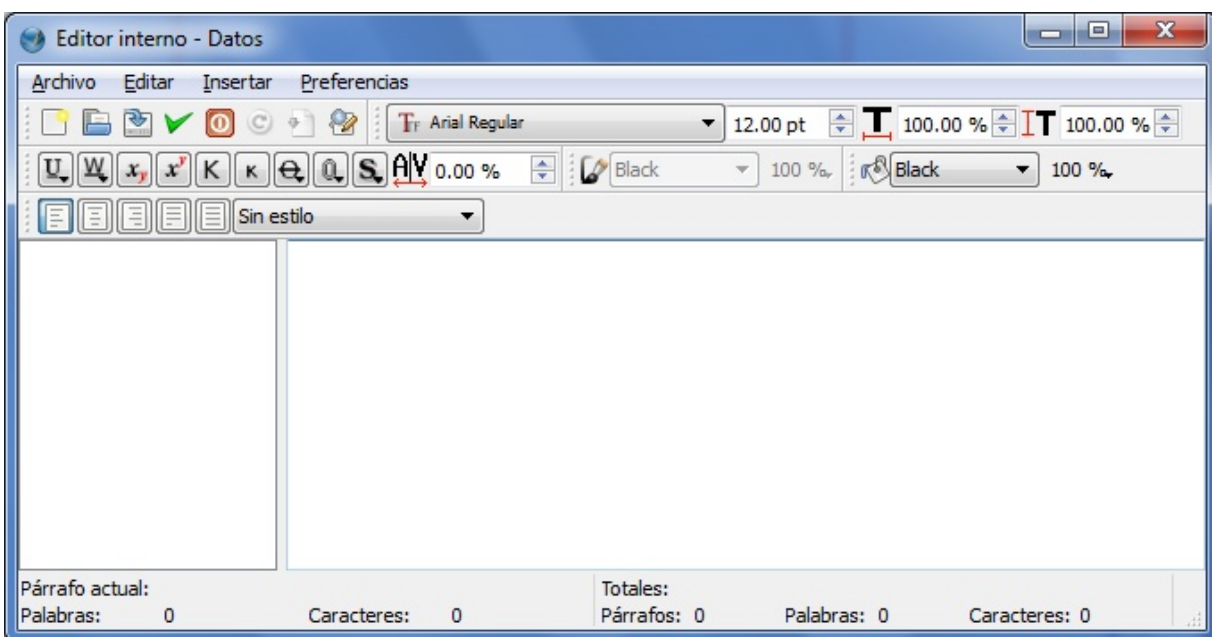 Editor interno - Datos
Archivo Editar Insertar Preferencias
Arial Regular 12.00 pt 100.00 % 100.00 %
U W xy x^y K K O O S A|V 0.00 % Black 100 % Black 100 %
Sin estilo
Párrafo actual: Totales:
Palabras: 0 Caracteres: 0 Párrafos: 0 Palabras: 0 Caracteres: 0